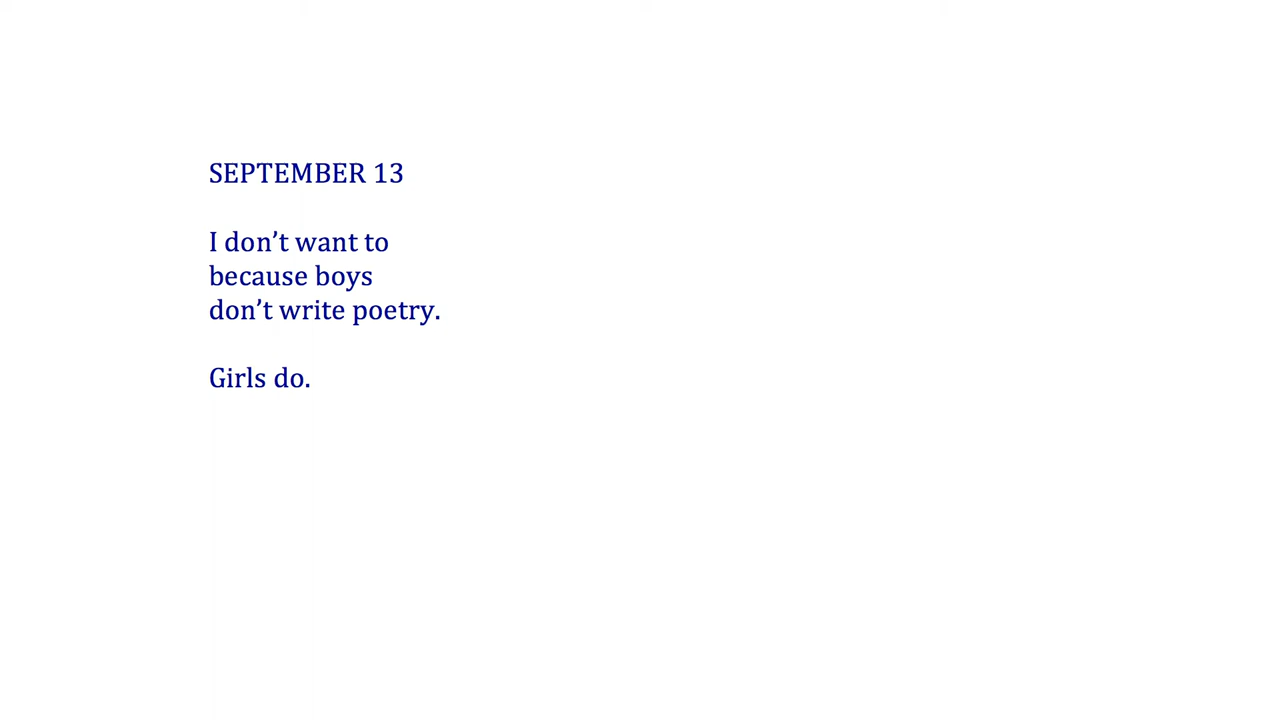 SEPTEMBER 13
I don’t want to
because boys
don’t write poetry.
Girls do.